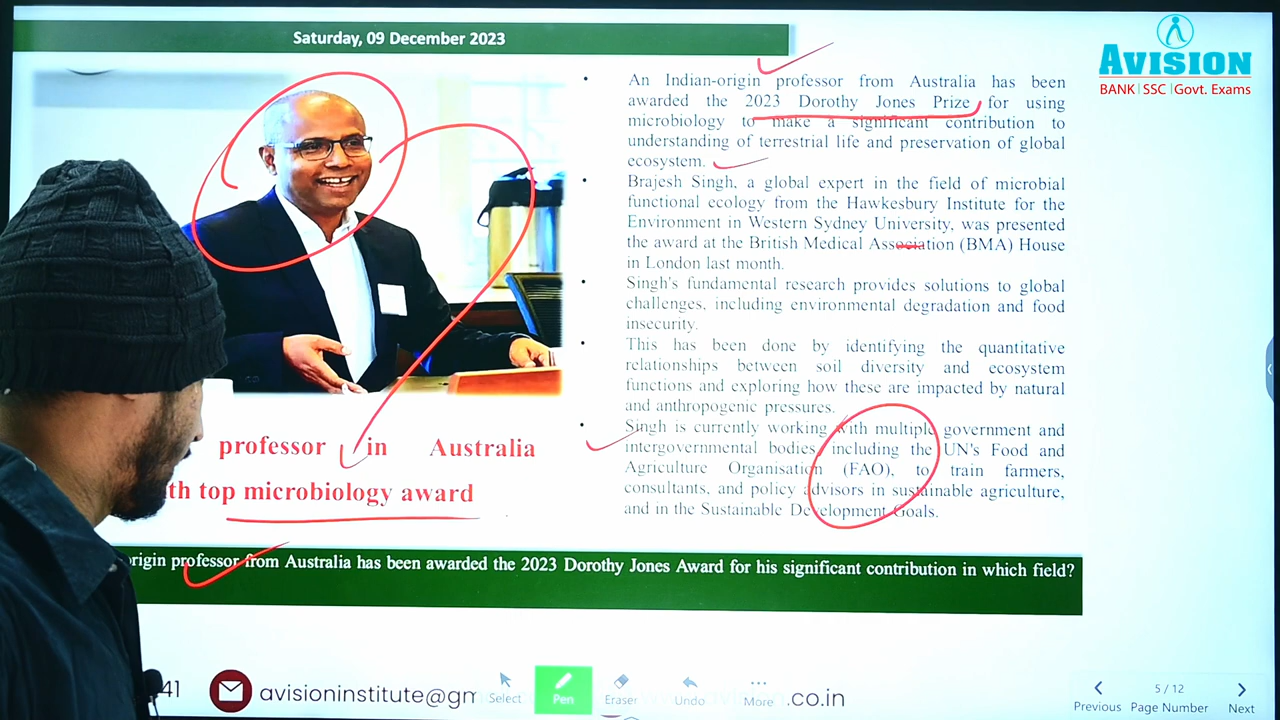 Saturday, 09 December 2023
AVISION
BANK | SSC | Govt. Exams
• An Indian-origin professor from Australia has been
awarded the 2023 Dorothy Jones Prize for using
microbiology to make a significant contribution to
understanding of terrestrial life and preservation of global
ecosystem.
• Brajesh Singh, a global expert in the field of microbial
functional ecology from the Hawkesbury Institute for the
Environment in Western Sydney University, was presented
the award at the British Medical Association (BMA) House
in London last month.
• Singh's fundamental research provides solutions to global
challenges, including environmental degradation and food
insecurity.
• This has been done by identifying the quantitative
relationships between soil diversity and ecosystem
functions and exploring how these are impacted by natural
and anthropogenic pressures.
• Singh is currently working with multiple government and
intergovernmental bodies including the UN's Food and
Agriculture Organisation (FAO), to train farmers,
consultants, and policy advisors in sustainable agriculture,
and in the Sustainable Development Goals.
professor in Australia
th top microbiology award
origin professor from Australia has been awarded the 2023 Dorothy Jones Award for his significant contribution in which field?
41 avisioninstitute@gm .co.in
Select Pen Eraser Undo More
5 / 12
Previous Page Number Next